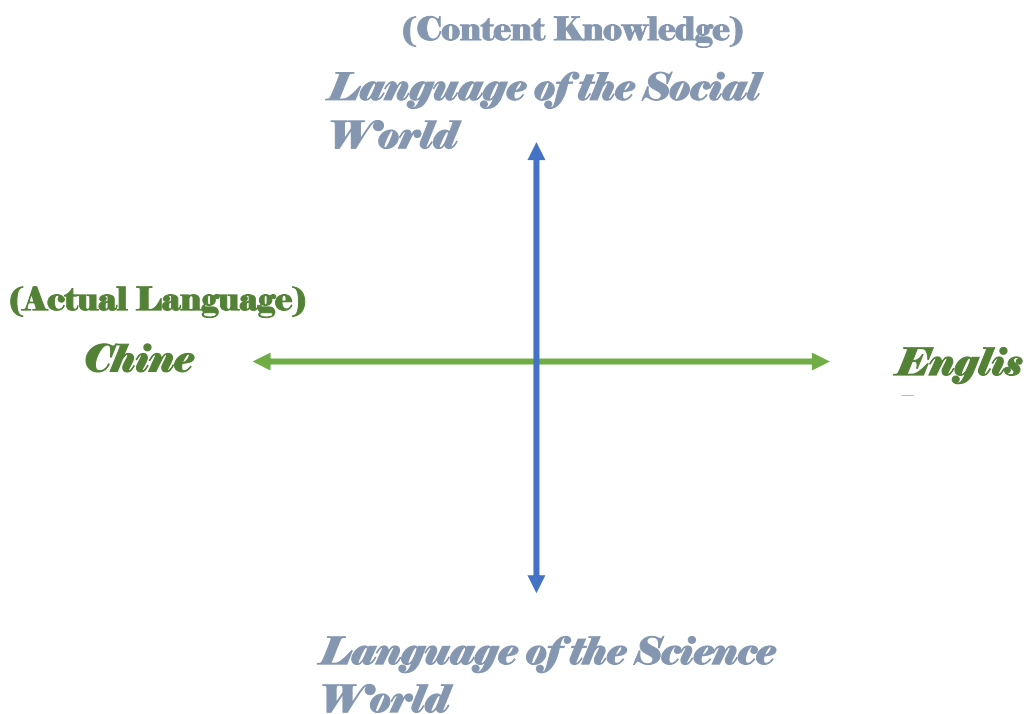 (Content Knowledge)
Language of the Social
World
(Actual Language)
Chine
Englis
Language of the Science
World